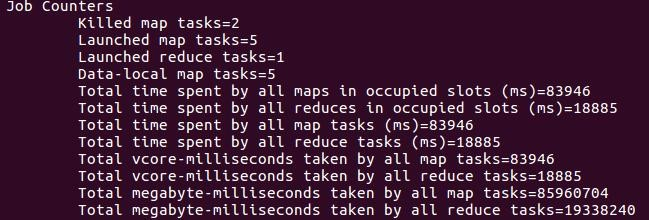 Job Counters
Killed map tasks=2
Launched map tasks=5
Launched reduce tasks=1
Data-local map tasks=5
Total time spent by all maps in occupied slots (ms)=83946
Total time spent by all reduces in occupied slots (ms)=18885
Total time spent by all map tasks (ms)=83946
Total time spent by all reduce tasks (ms)=18885
Total vcore-milliseconds taken by all map tasks=83946
Total vcore-milliseconds taken by all reduce tasks=18885
Total megabyte-milliseconds taken by all map tasks=85960704
Total megabyte-milliseconds taken by all reduce tasks=19338240